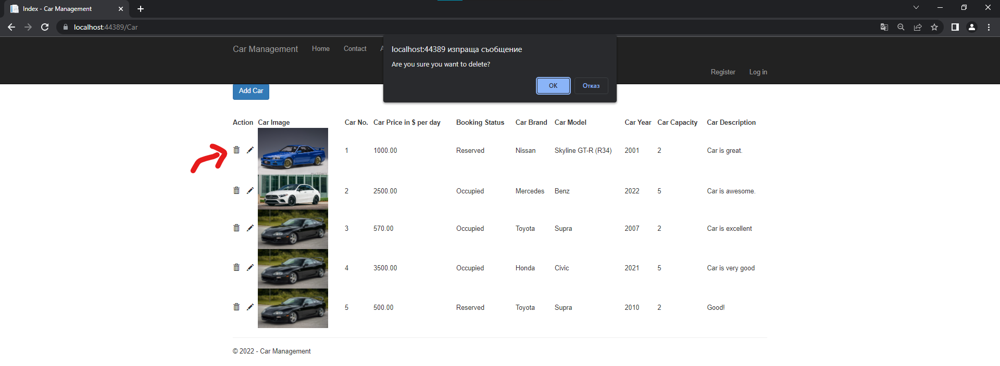 Index - Car Management
localhost:44389/Car
Car Management Home Contact
localhost:44389 изпраща съобщение
Are you sure you want to delete?
OK Отказ
Register Log in
Add Car
Action Car Image Car No. Car Price in $ per day Booking Status Car Brand Car Model Car Year Car Capacity Car Description
1 1000.00 Reserved Nissan Skyline GT-R (R34) 2001 2 Car is great.
2 2500.00 Occupied Mercedes Benz 2022 5 Car is awesome.
3 570.00 Occupied Toyota Supra 2007 2 Car is excellent
4 3500.00 Occupied Honda Civic 2021 5 Car is very good
5 500.00 Reserved Toyota Supra 2010 2 Good!
© 2022 - Car Management